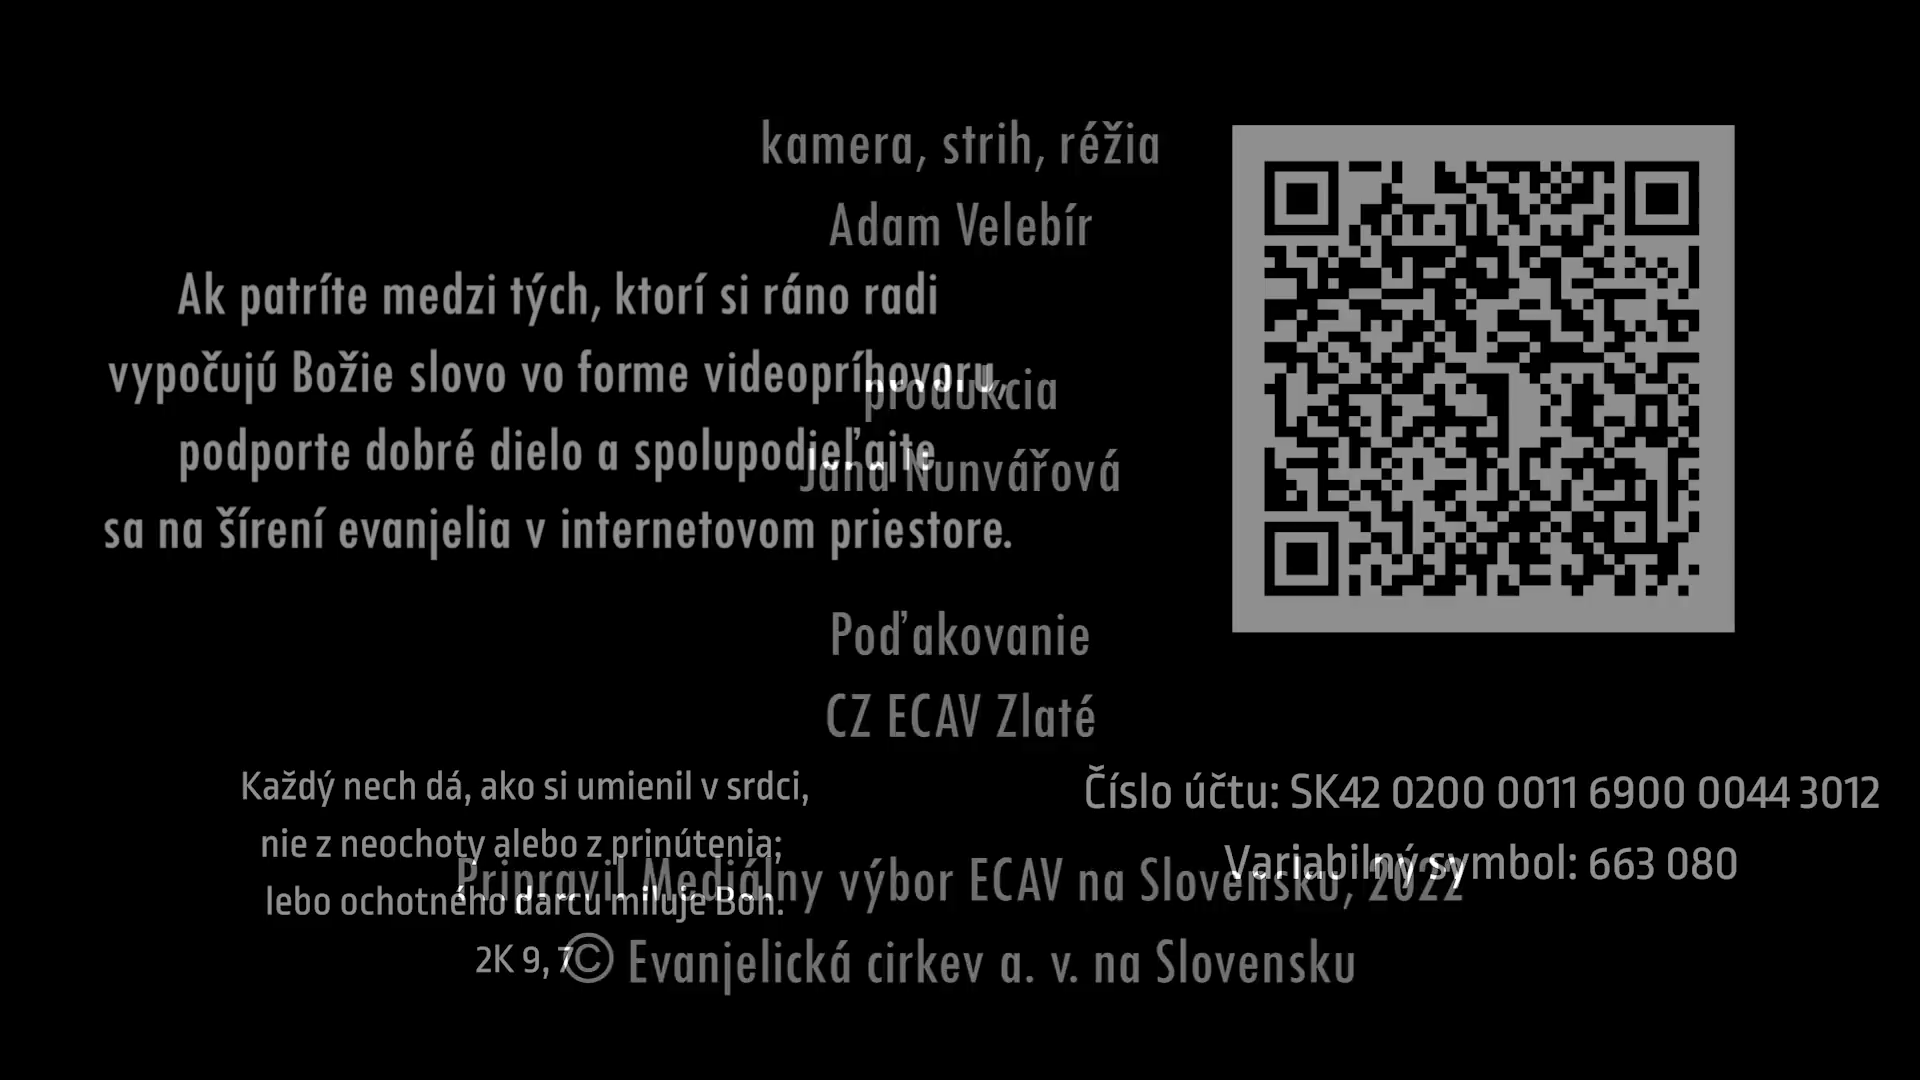 kamera, strih, réžia
Adam Velebír
Ak patríte medzi tých, ktorí si ráno radi
vypočujú Božie slovo vo forme videopríhovoru,
podporte dobré dielo a spolupodieľajte
sa na šírení evanjelia v internetovom priestore.
produkcia
Jana Nunvářová
Poďakovanie
CZ ECAV Zlaté
Každý nech dá, ako si umienil v srdci,
nie z neochoty alebo z prinútenia;
lebo ochotného darcu miluje Boh.
2K 9, 7
Číslo účtu: SK42 0200 0011 6900 0044 3012
Variabilný symbol: 663 080
Pripravil Mediálny výbor ECAV na Slovensku, 2022
© Evanjelická cirkev a. v. na Slovensku